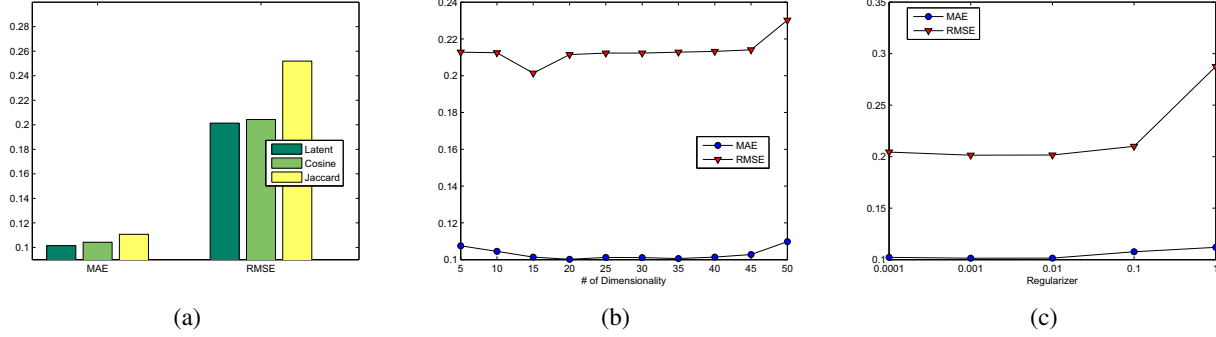 0.28
0.26
0.24
0.22
0.2
0.18
0.16
0.14
0.12
0.1
MAE
RMSE
Latent
Cosine
Jaccard
(a)
0.24
0.22
0.2
0.18
0.16
0.14
0.12
0.1
5 10 15 20 25 30 35 40 45 50
# of Dimensionality
MAE
RMSE
(b)
0.35
0.3
0.25
0.2
0.15
0.1
0.0001 0.001 0.01 0.1 1
Regularizer
MAE
RMSE
(c)